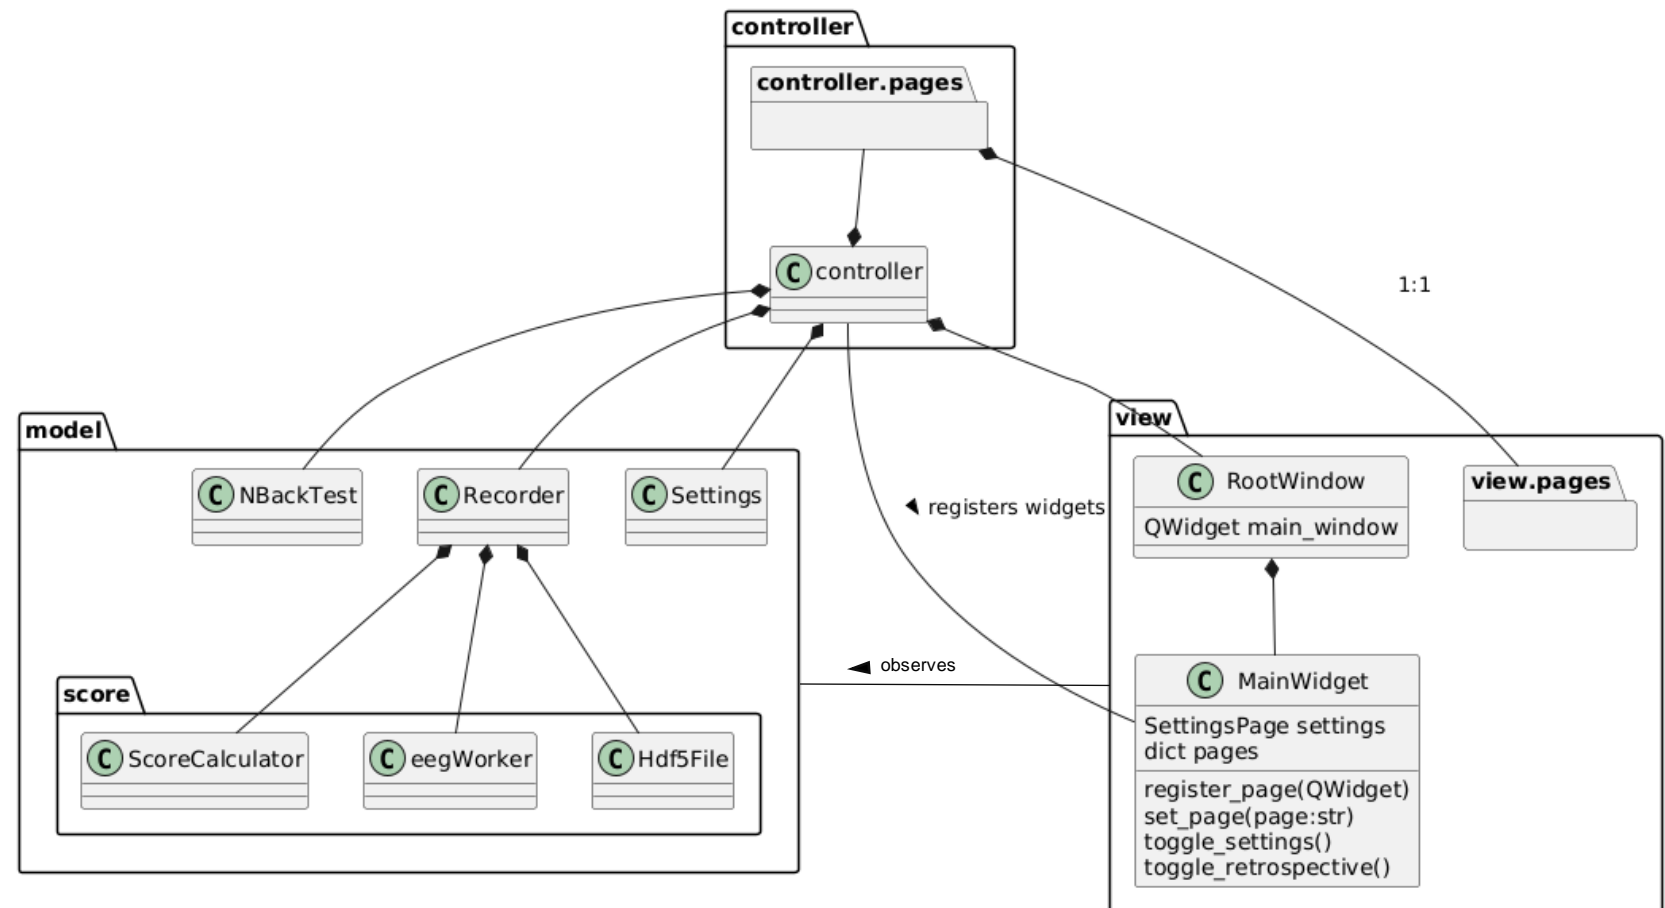 controller
controller.pages
C controller
1:1
model
view
C NBackTest
C Recorder
C Settings
C RootWindow
QWidget main_window
view.pages
registers widgets
observes
score
C ScoreCalculator
C eegWorker
C Hdf5File
C MainWidget
SettingsPage settings
dict pages
register_page(QWidget)
set_page(page:str)
toggle_settings()
toggle_retrospective()